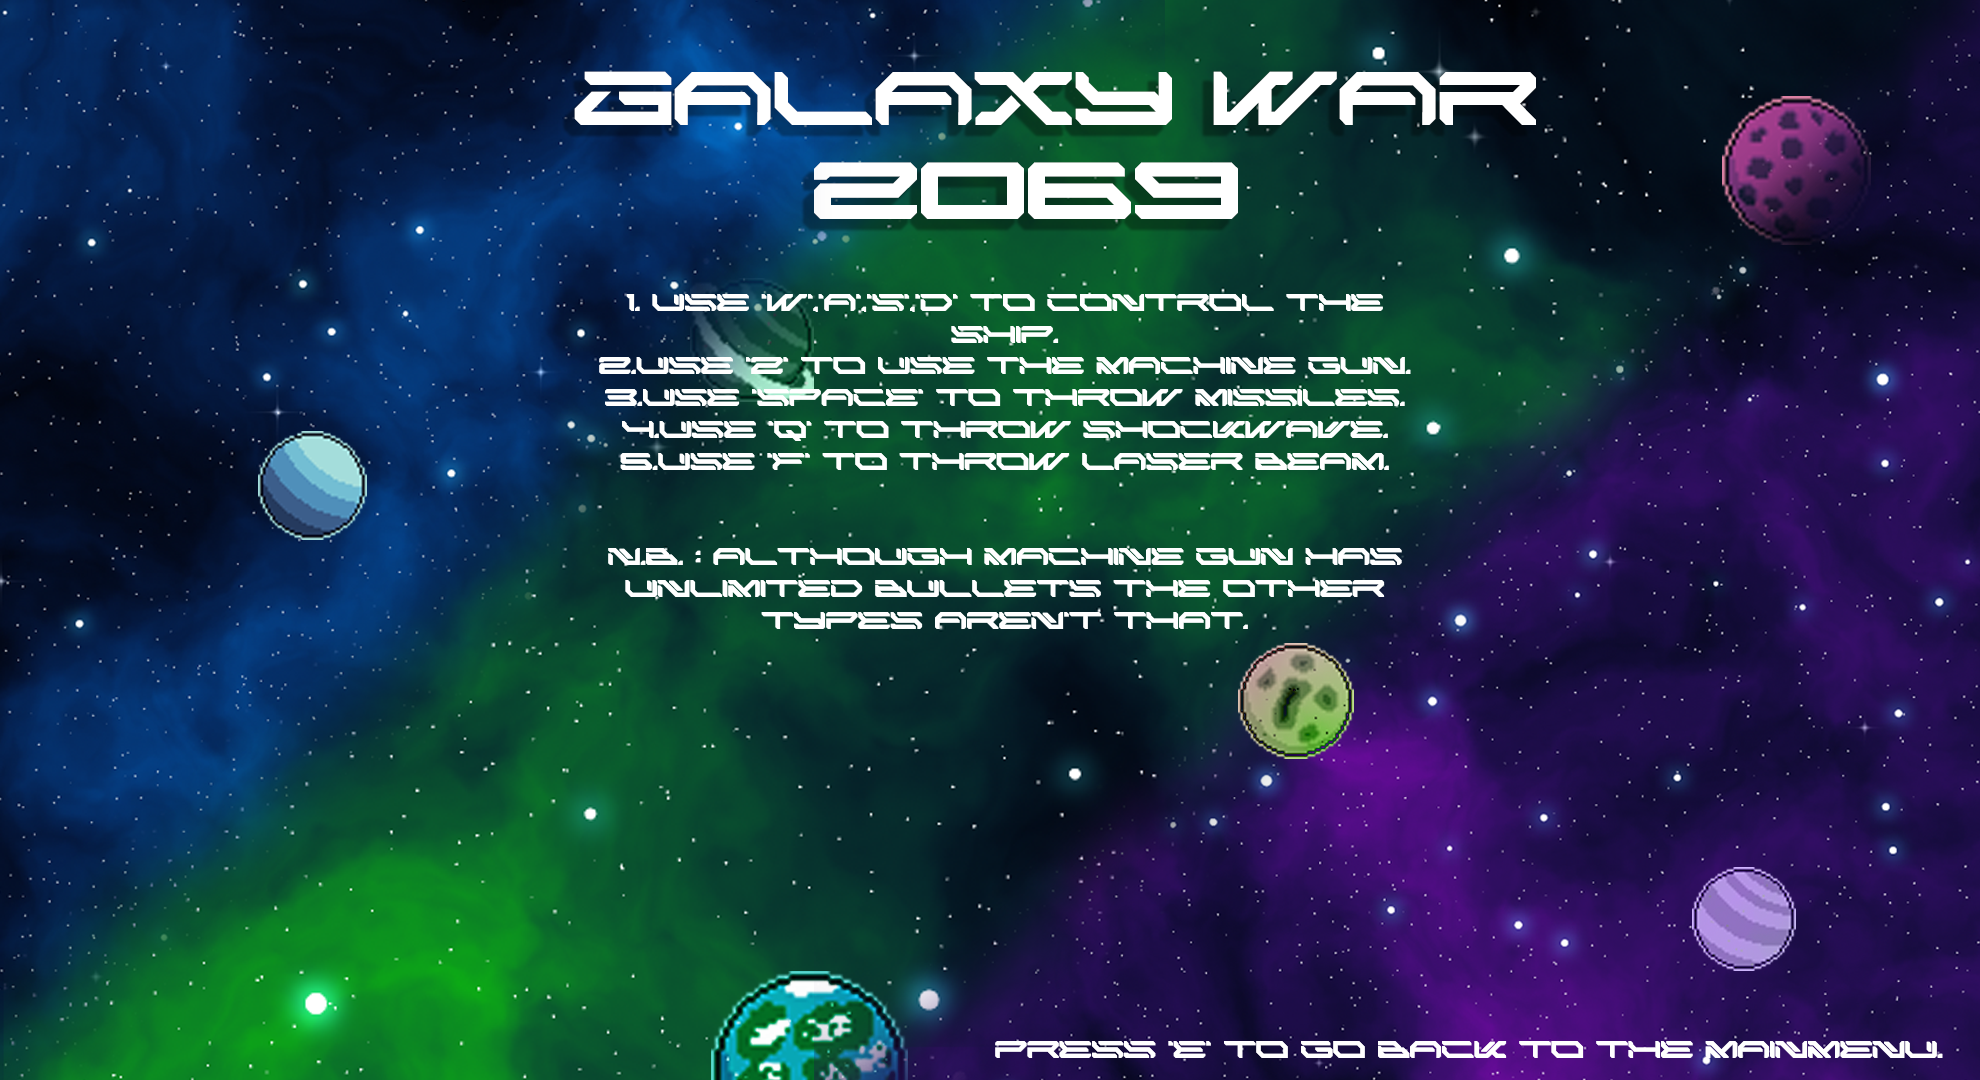 GALAXY WAR
2069
1. USE 'W','A','S','D' TO CONTROL THE
SHIP.
2.USE 'Z' TO USE THE MACHINE GUN.
3.USE 'SPACE' TO THROW MISSILES.
4.USE 'Q' TO THROW SHOCKWAVE.
5.USE 'F' TO THROW LASER BEAM.
N.B. : ALTHOUGH MACHINE GUN HAS
UNLIMITED BULLETS THE OTHER
TYPES AREN'T THAT.
PRESS 'E' TO GO BACK TO THE MAINMENU.